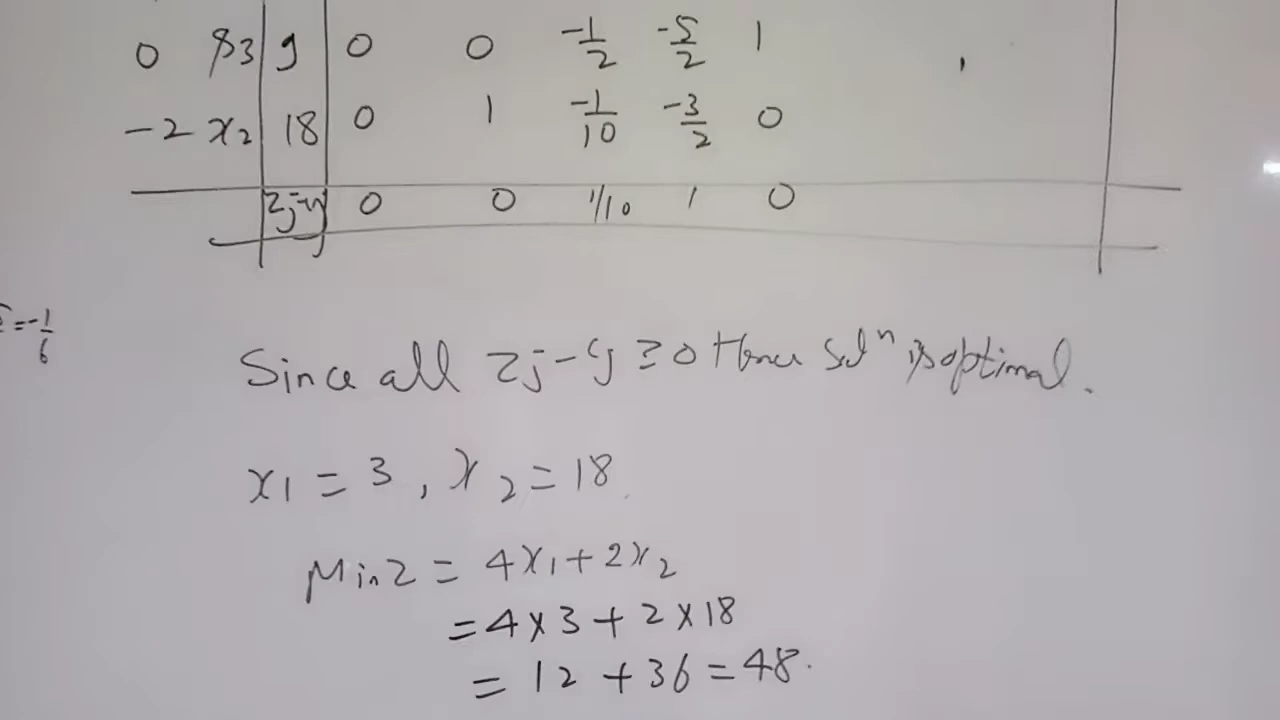 0 s3 9 0 0 -1/2 -5/2 1
-2 x2 18 0 1 -1/10 -3/2 0
zj-cj 0 0 1/10 1 0
=-1/6
Since all zj-cj ≥0 Hence solⁿ is optimal.
x1 = 3, x2 = 18
Min z = 4x1 + 2x2
= 4 x 3 + 2 x 18
= 12 + 36 = 48.